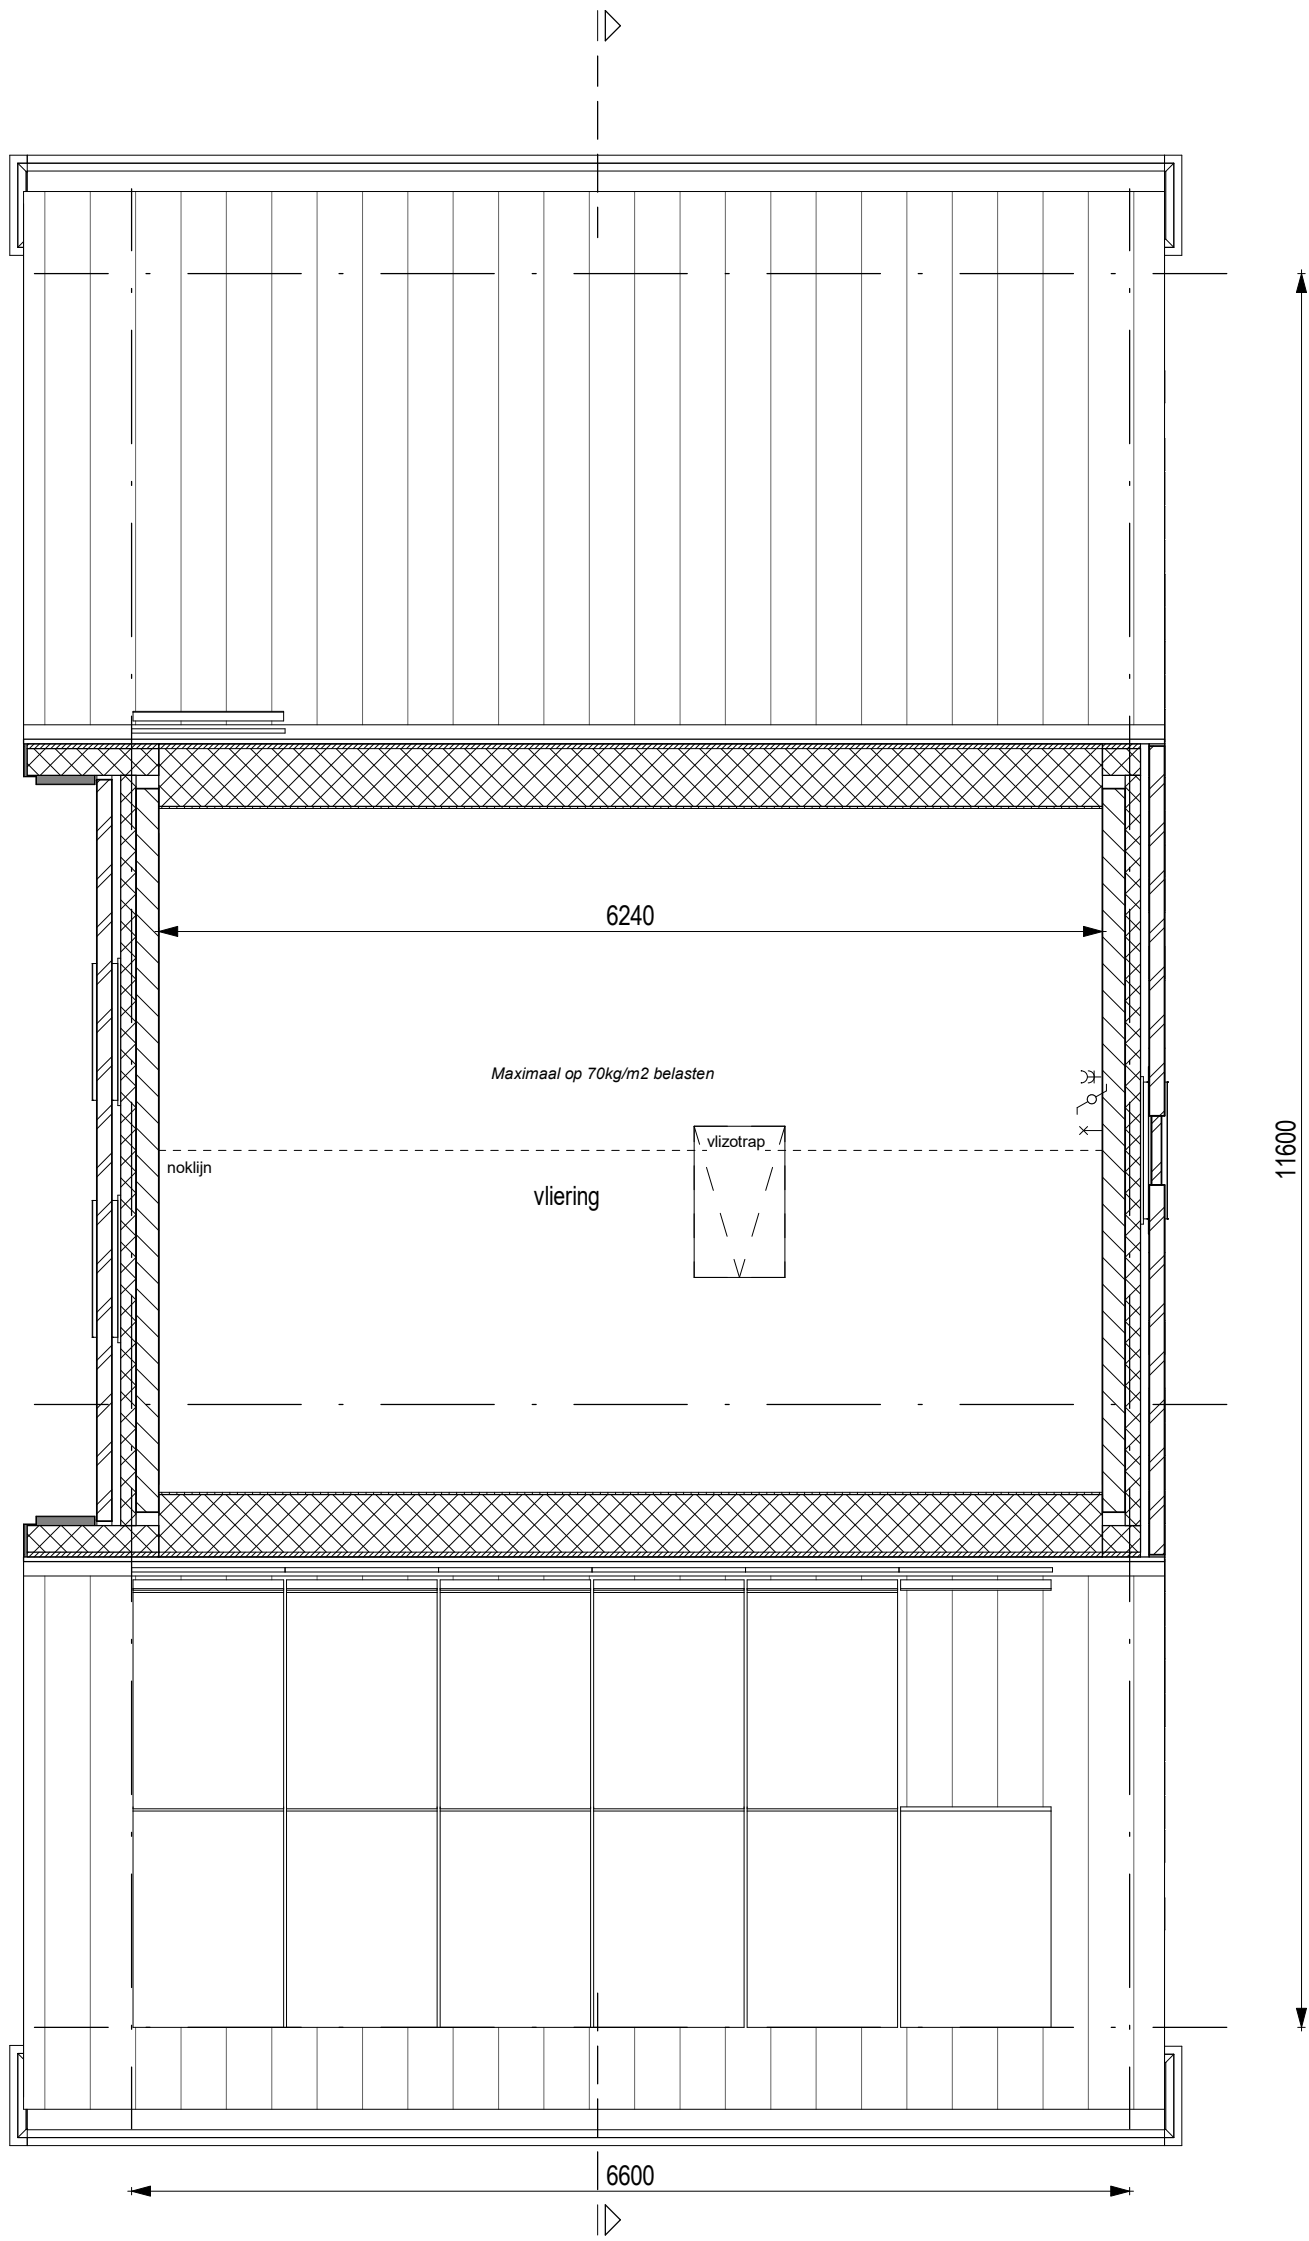 6240
Maximaal op 70kg/m2 belasten
vlizotrap
noklijn
vliering
11600
6600